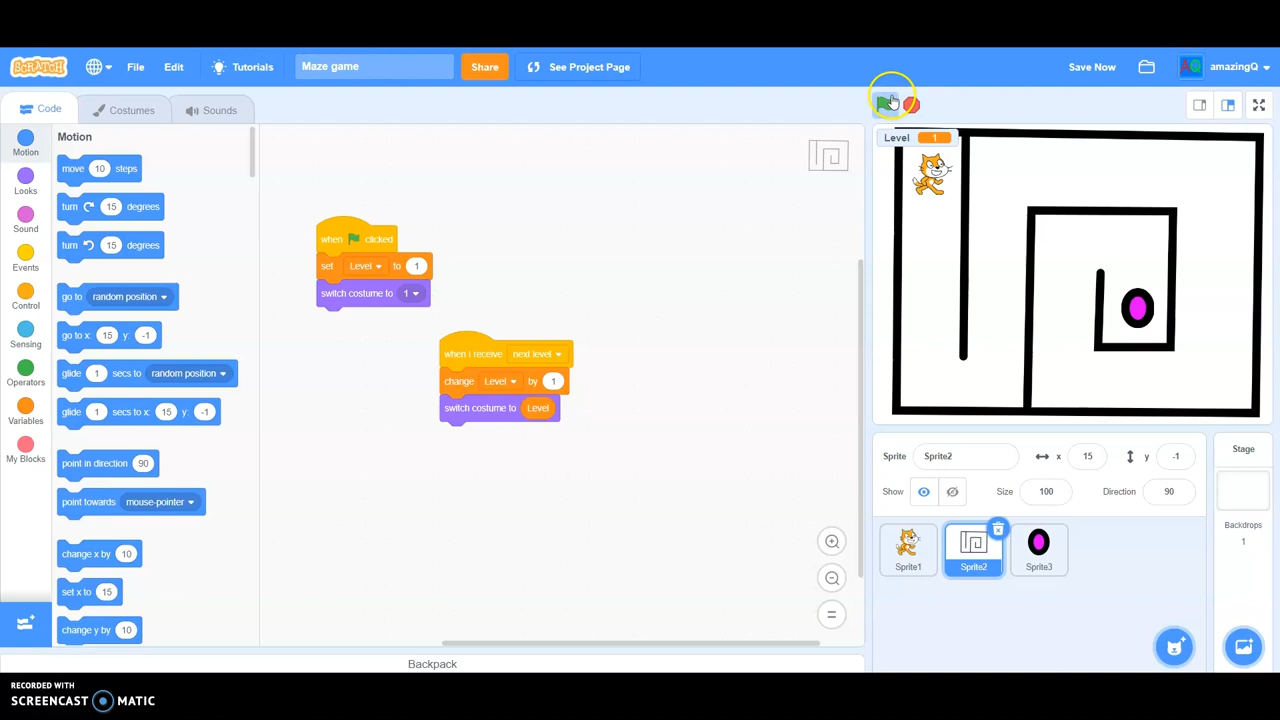 SCRATCH
File
Edit
Tutorials
Maze game
Share
See Project Page
Save Now
amazingQ
Code
Costumes
Sounds
Motion
Looks
Sound
Events
Control
Sensing
Operators
Variables
My Blocks
Motion
move 10 steps
turn 15 degrees
turn 15 degrees
go to random position
go to x: 15 y: -1
glide 1 secs to random position
glide 1 secs to x: 15 y: -1
point in direction 90
point towards mouse-pointer
change x by 10
set x to 15
change y by 10
when clicked
set Level to 1
switch costume to 1
when I receive next level
change Level by 1
switch costume to Level
Level 1
Sprite Sprite2 x 15 y -1
Show Size 100 Direction 90
Sprite1
Sprite2
Sprite3
Stage
Backdrops
1
Backpack
RECORDED WITH
SCREENCAST MATIC